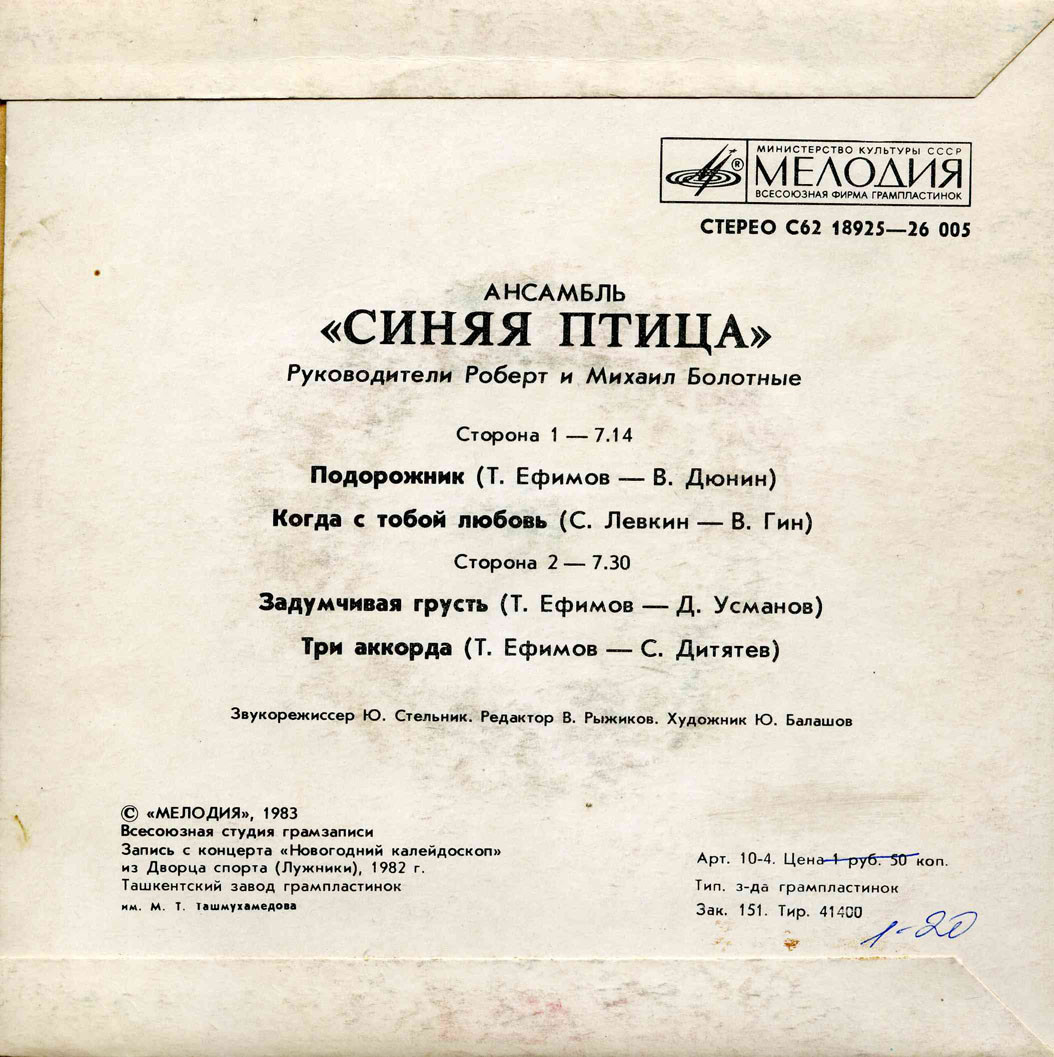 МИНИСТЕРСТВО КУЛЬТУРЫ СССР
МЕЛОДИЯ
ВСЕСОЮЗНАЯ ФИРМА ГРАМПЛАСТИНОК
®
СТЕРЕО С62 18925—26 005
АНСАМБЛЬ
«СИНЯЯ ПТИЦА»
Руководители Роберт и Михаил Болотные
Сторона 1 — 7.14
Подорожник (Т. Ефимов — В. Дюнин)
Когда с тобой любовь (С. Левкин — В. Гин)
Сторона 2 — 7.30
Задумчивая грусть (Т. Ефимов — Д. Усманов)
Три аккорда (Т. Ефимов — С. Дитятев)
Звукорежиссер Ю. Стельник. Редактор В. Рыжиков. Художник Ю. Балашов
© «МЕЛОДИЯ», 1983
Всесоюзная студия грамзаписи
Запись с концерта «Новогодний калейдоскоп»
из Дворца спорта (Лужники), 1982 г.
Ташкентский завод грампластинок
им. М. Т. Ташмухамедова
Арт. 10-4. Цена 1 руб. 50 коп.
Тип. з-да грампластинок
Зак. 151. Тир. 41400
1-20